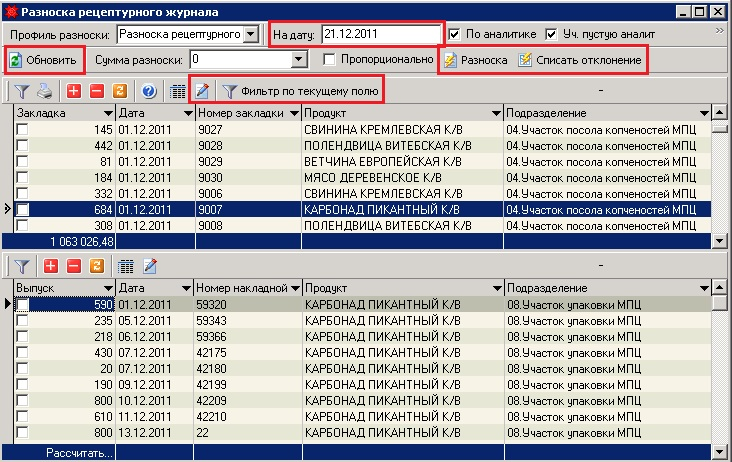 Разноска рецептурного журнала
Профиль разноски: Разноска рецептурного На дату: 21.12.2011 По аналитике Уч. пустую аналит »
Обновить Сумма разноски: 0 Пропорционально Разноска Списать отклонение
Фильтр по текущему полю -
Закладка Дата Номер закладки Продукт Подразделение
145 01.12.2011 9027 СВИНИНА КРЕМЛЕВСКАЯ К/В 04.Участок посола копченостей МПЦ
442 01.12.2011 9028 ПОЛЕНДВИЦА ВИТЕБСКАЯ К/В 04.Участок посола копченостей МПЦ
81 01.12.2011 9029 ВЕТЧИНА ЕВРОПЕЙСКАЯ К/В 04.Участок посола копченостей МПЦ
184 01.12.2011 9030 МЯСО ДЕРЕВЕНСКОЕ К/В 04.Участок посола копченостей МПЦ
332 01.12.2011 9006 СВИНИНА КРЕМЛЕВСКАЯ К/В 04.Участок посола копченостей МПЦ
684 01.12.2011 9007 КАРБОНАД ПИКАНТНЫЙ К/В 04.Участок посола копченостей МПЦ
308 01.12.2011 9008 ПОЛЕНДВИЦА ВИТЕБСКАЯ К/В 04.Участок посола копченостей МПЦ
1 063 026,48
-
Выпуск Дата Номер накладной Продукт Подразделение
590 01.12.2011 59320 КАРБОНАД ПИКАНТНЫЙ К/В 08.Участок упаковки МПЦ
235 05.12.2011 59343 КАРБОНАД ПИКАНТНЫЙ К/В 08.Участок упаковки МПЦ
218 06.12.2011 59366 КАРБОНАД ПИКАНТНЫЙ К/В 08.Участок упаковки МПЦ
430 07.12.2011 42175 КАРБОНАД ПИКАНТНЫЙ К/В 08.Участок упаковки МПЦ
20 07.12.2011 42180 КАРБОНАД ПИКАНТНЫЙ К/В 08.Участок упаковки МПЦ
190 09.12.2011 42199 КАРБОНАД ПИКАНТНЫЙ К/В 08.Участок упаковки МПЦ
800 10.12.2011 42209 КАРБОНАД ПИКАНТНЫЙ К/В 08.Участок упаковки МПЦ
610 11.12.2011 42210 КАРБОНАД ПИКАНТНЫЙ К/В 08.Участок упаковки МПЦ
800 13.12.2011 22 КАРБОНАД ПИКАНТНЫЙ К/В 08.Участок упаковки МПЦ
Рассчитать...